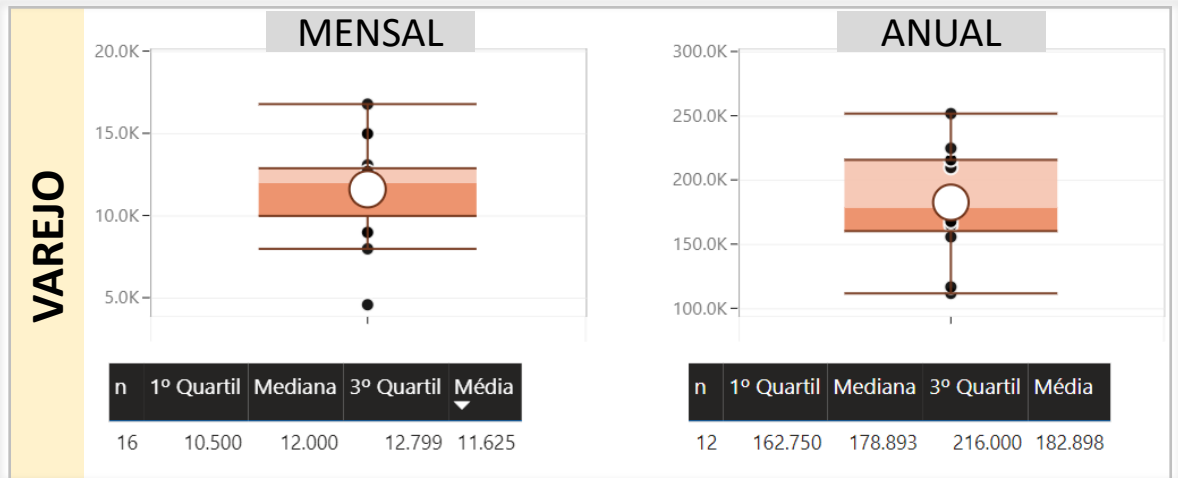 VAREJO
MENSAL
20.0K
15.0K
10.0K
5.0K
n 1º Quartil Mediana 3º Quartil Média
16 10.500 12.000 12.799 11.625
ANUAL
300.0K
250.0K
200.0K
150.0K
100.0K
n 1º Quartil Mediana 3º Quartil Média
12 162.750 178.893 216.000 182.898